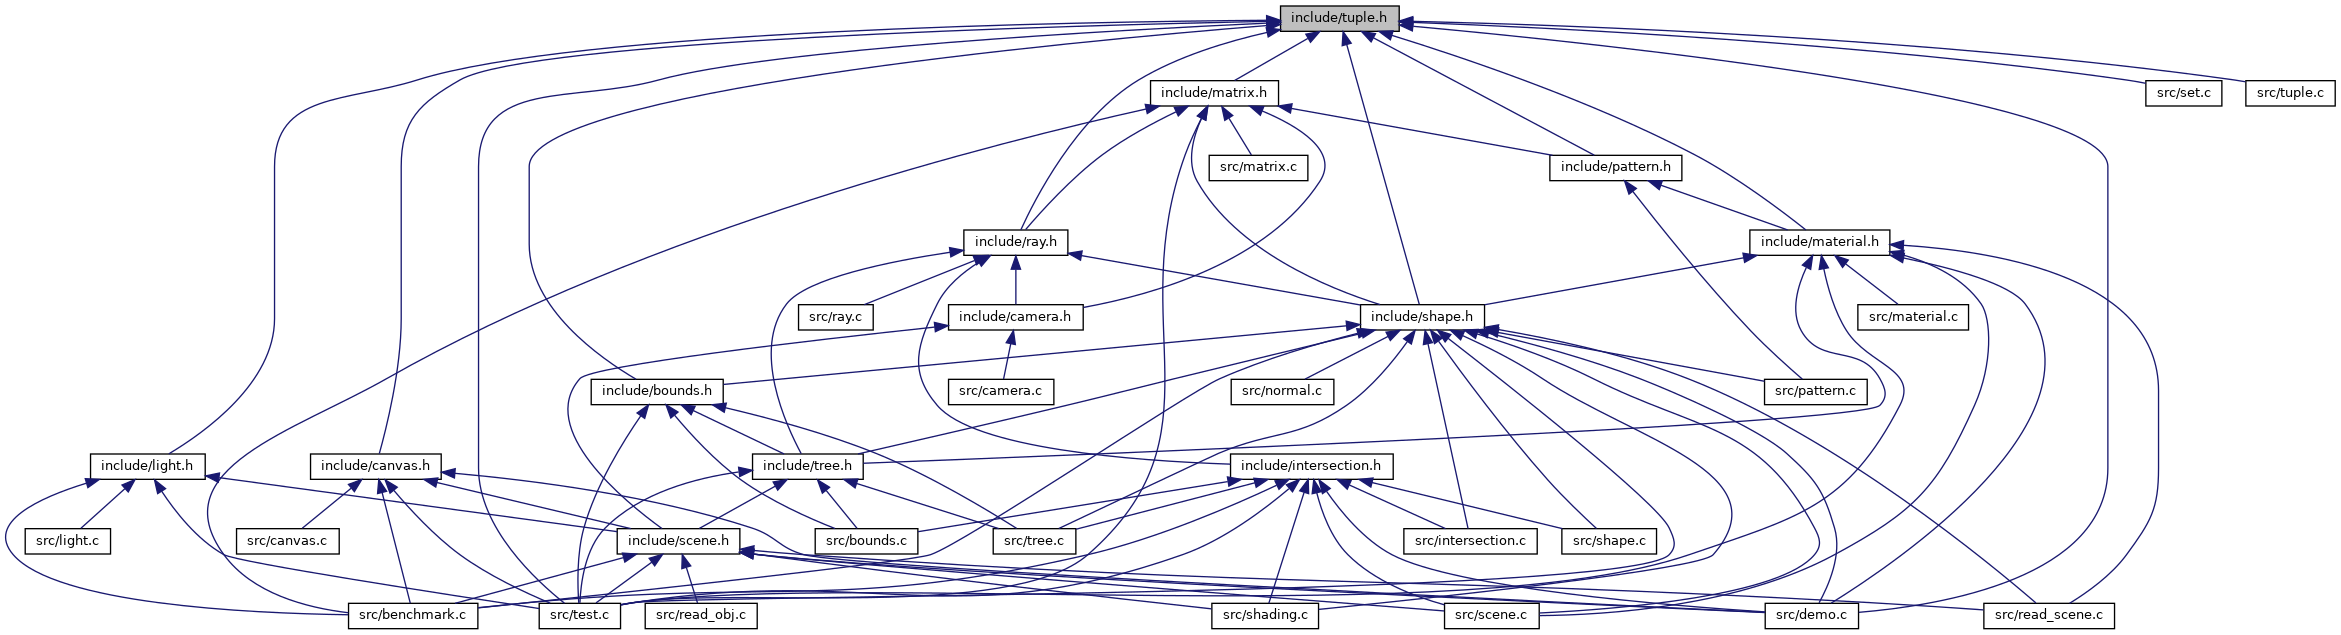 include/tuple.h
include/matrix.h
src/set.c
src/tuple.c
src/matrix.c
include/pattern.h
include/ray.h
include/material.h
src/ray.c
include/camera.h
include/shape.h
src/material.c
include/bounds.h
src/camera.c
src/normal.c
src/pattern.c
include/light.h
include/canvas.h
include/tree.h
include/intersection.h
src/light.c
src/canvas.c
include/scene.h
src/bounds.c
src/tree.c
src/intersection.c
src/shape.c
src/benchmark.c
src/test.c
src/read_obj.c
src/shading.c
src/scene.c
src/demo.c
src/read_scene.c